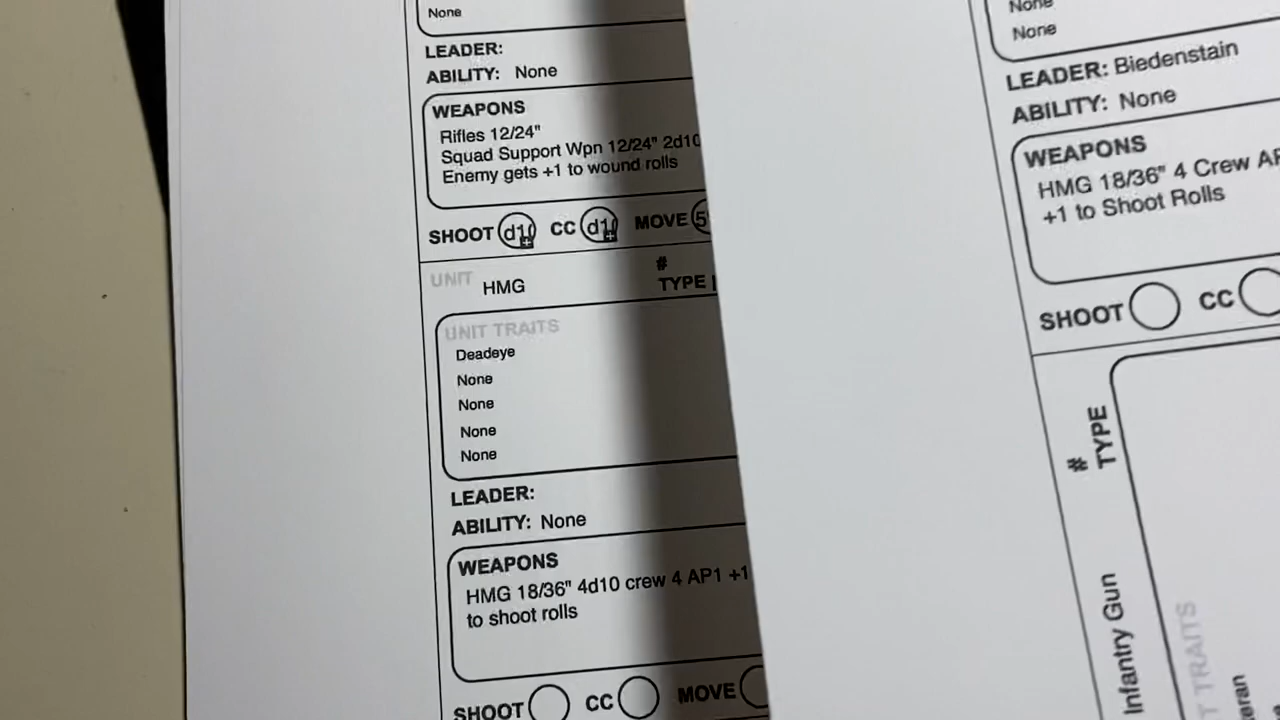 None
LEADER:
ABILITY: None
WEAPONS
Rifles 12/24"
Squad Support Wpn 12/24" 2d10
Enemy gets +1 to wound rolls
SHOOT d10 CC d10 MOVE 5
UNIT HMG # TYPE
UNIT TRAITS
Deadeye
None
None
None
None
LEADER:
ABILITY: None
WEAPONS
HMG 18/36" 4d10 crew 4 AP1 +1
to shoot rolls
SHOOT CC MOVE
None
None
LEADER: Biedenstain
ABILITY: None
WEAPONS
HMG 18/36" 4 Crew
+1 to Shoot Rolls
SHOOT CC
# TYPE
Infantry Gun
TRAITS